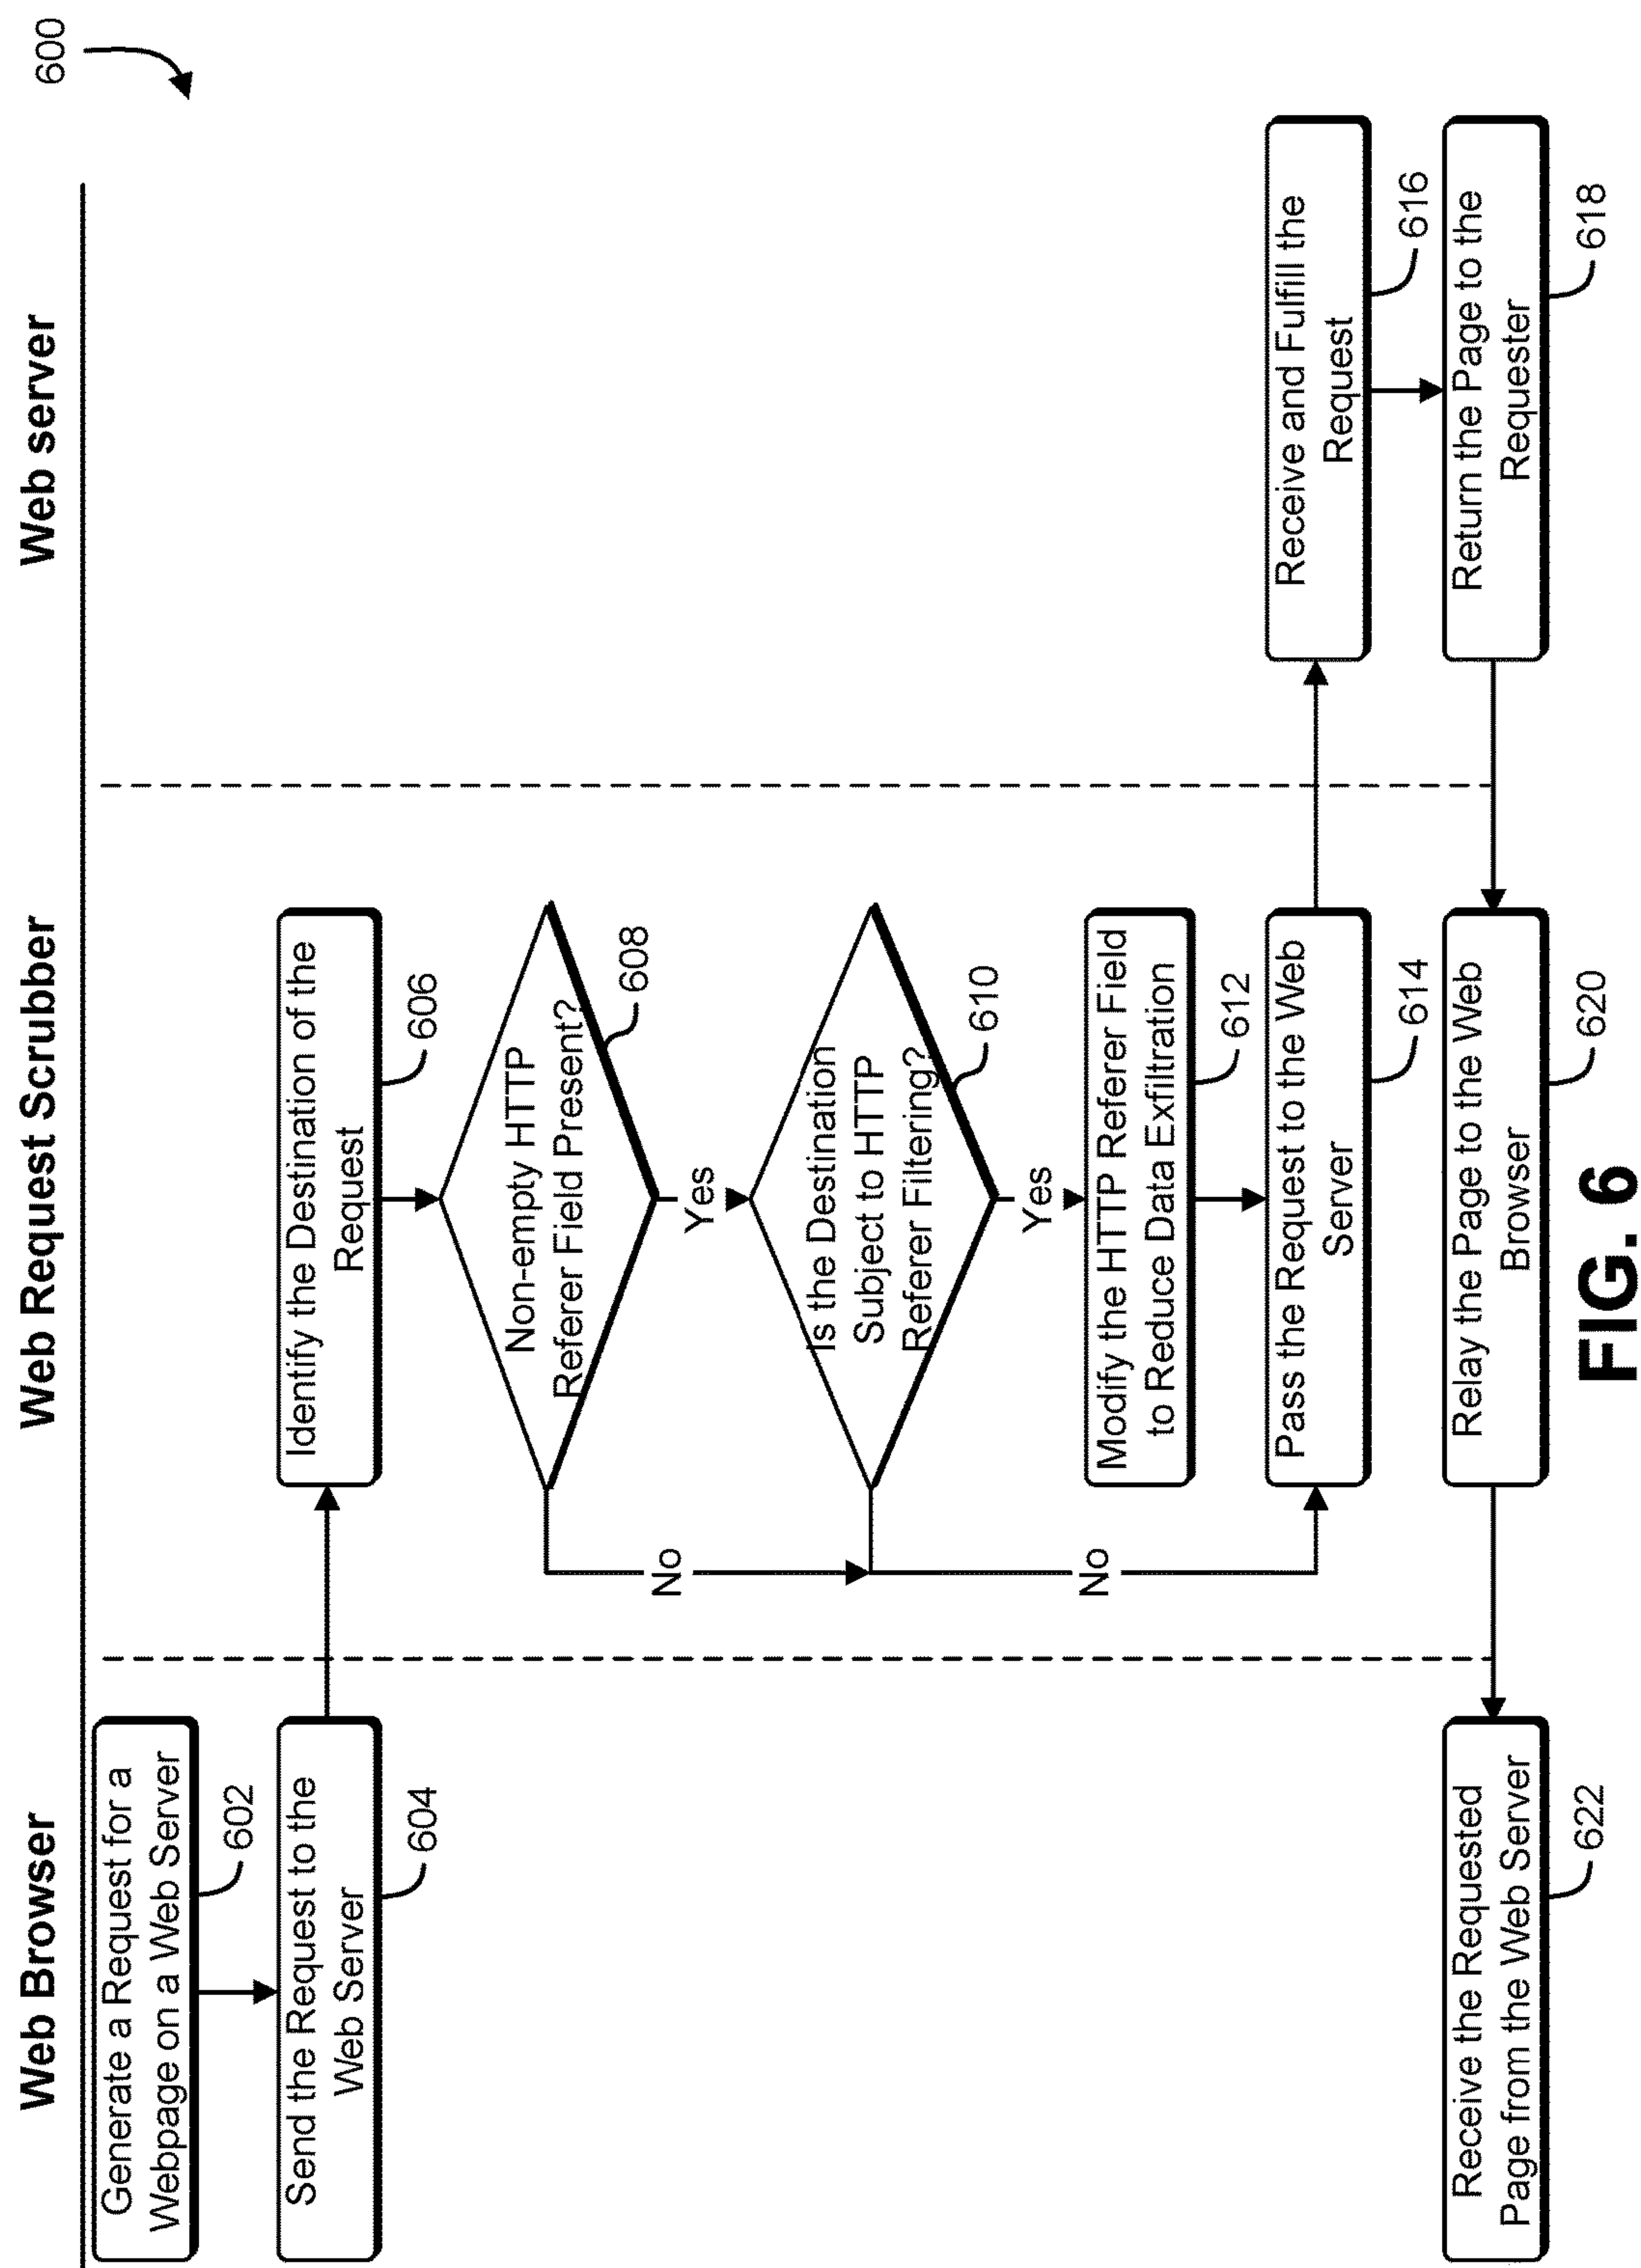 600
Web Browser
Web Request Scrubber
Web server
Generate a Request for a
Webpage on a Web Server
602
Send the Request to the
Web Server
604
Identify the Destination of the
Request
606
Non-empty HTTP
Referer Field Present?
608
No
Yes
Is the Destination
Subject to HTTP
Referer Filtering?
610
No
Yes
Modify the HTTP Referer Field
to Reduce Data Exfiltration
612
Pass the Request to the Web
Server
614
Receive and Fulfill the
Request
616
Return the Page to the
Requester
618
Relay the Page to the Web
Browser
620
Receive the Requested
Page from the Web Server
622
FIG. 6